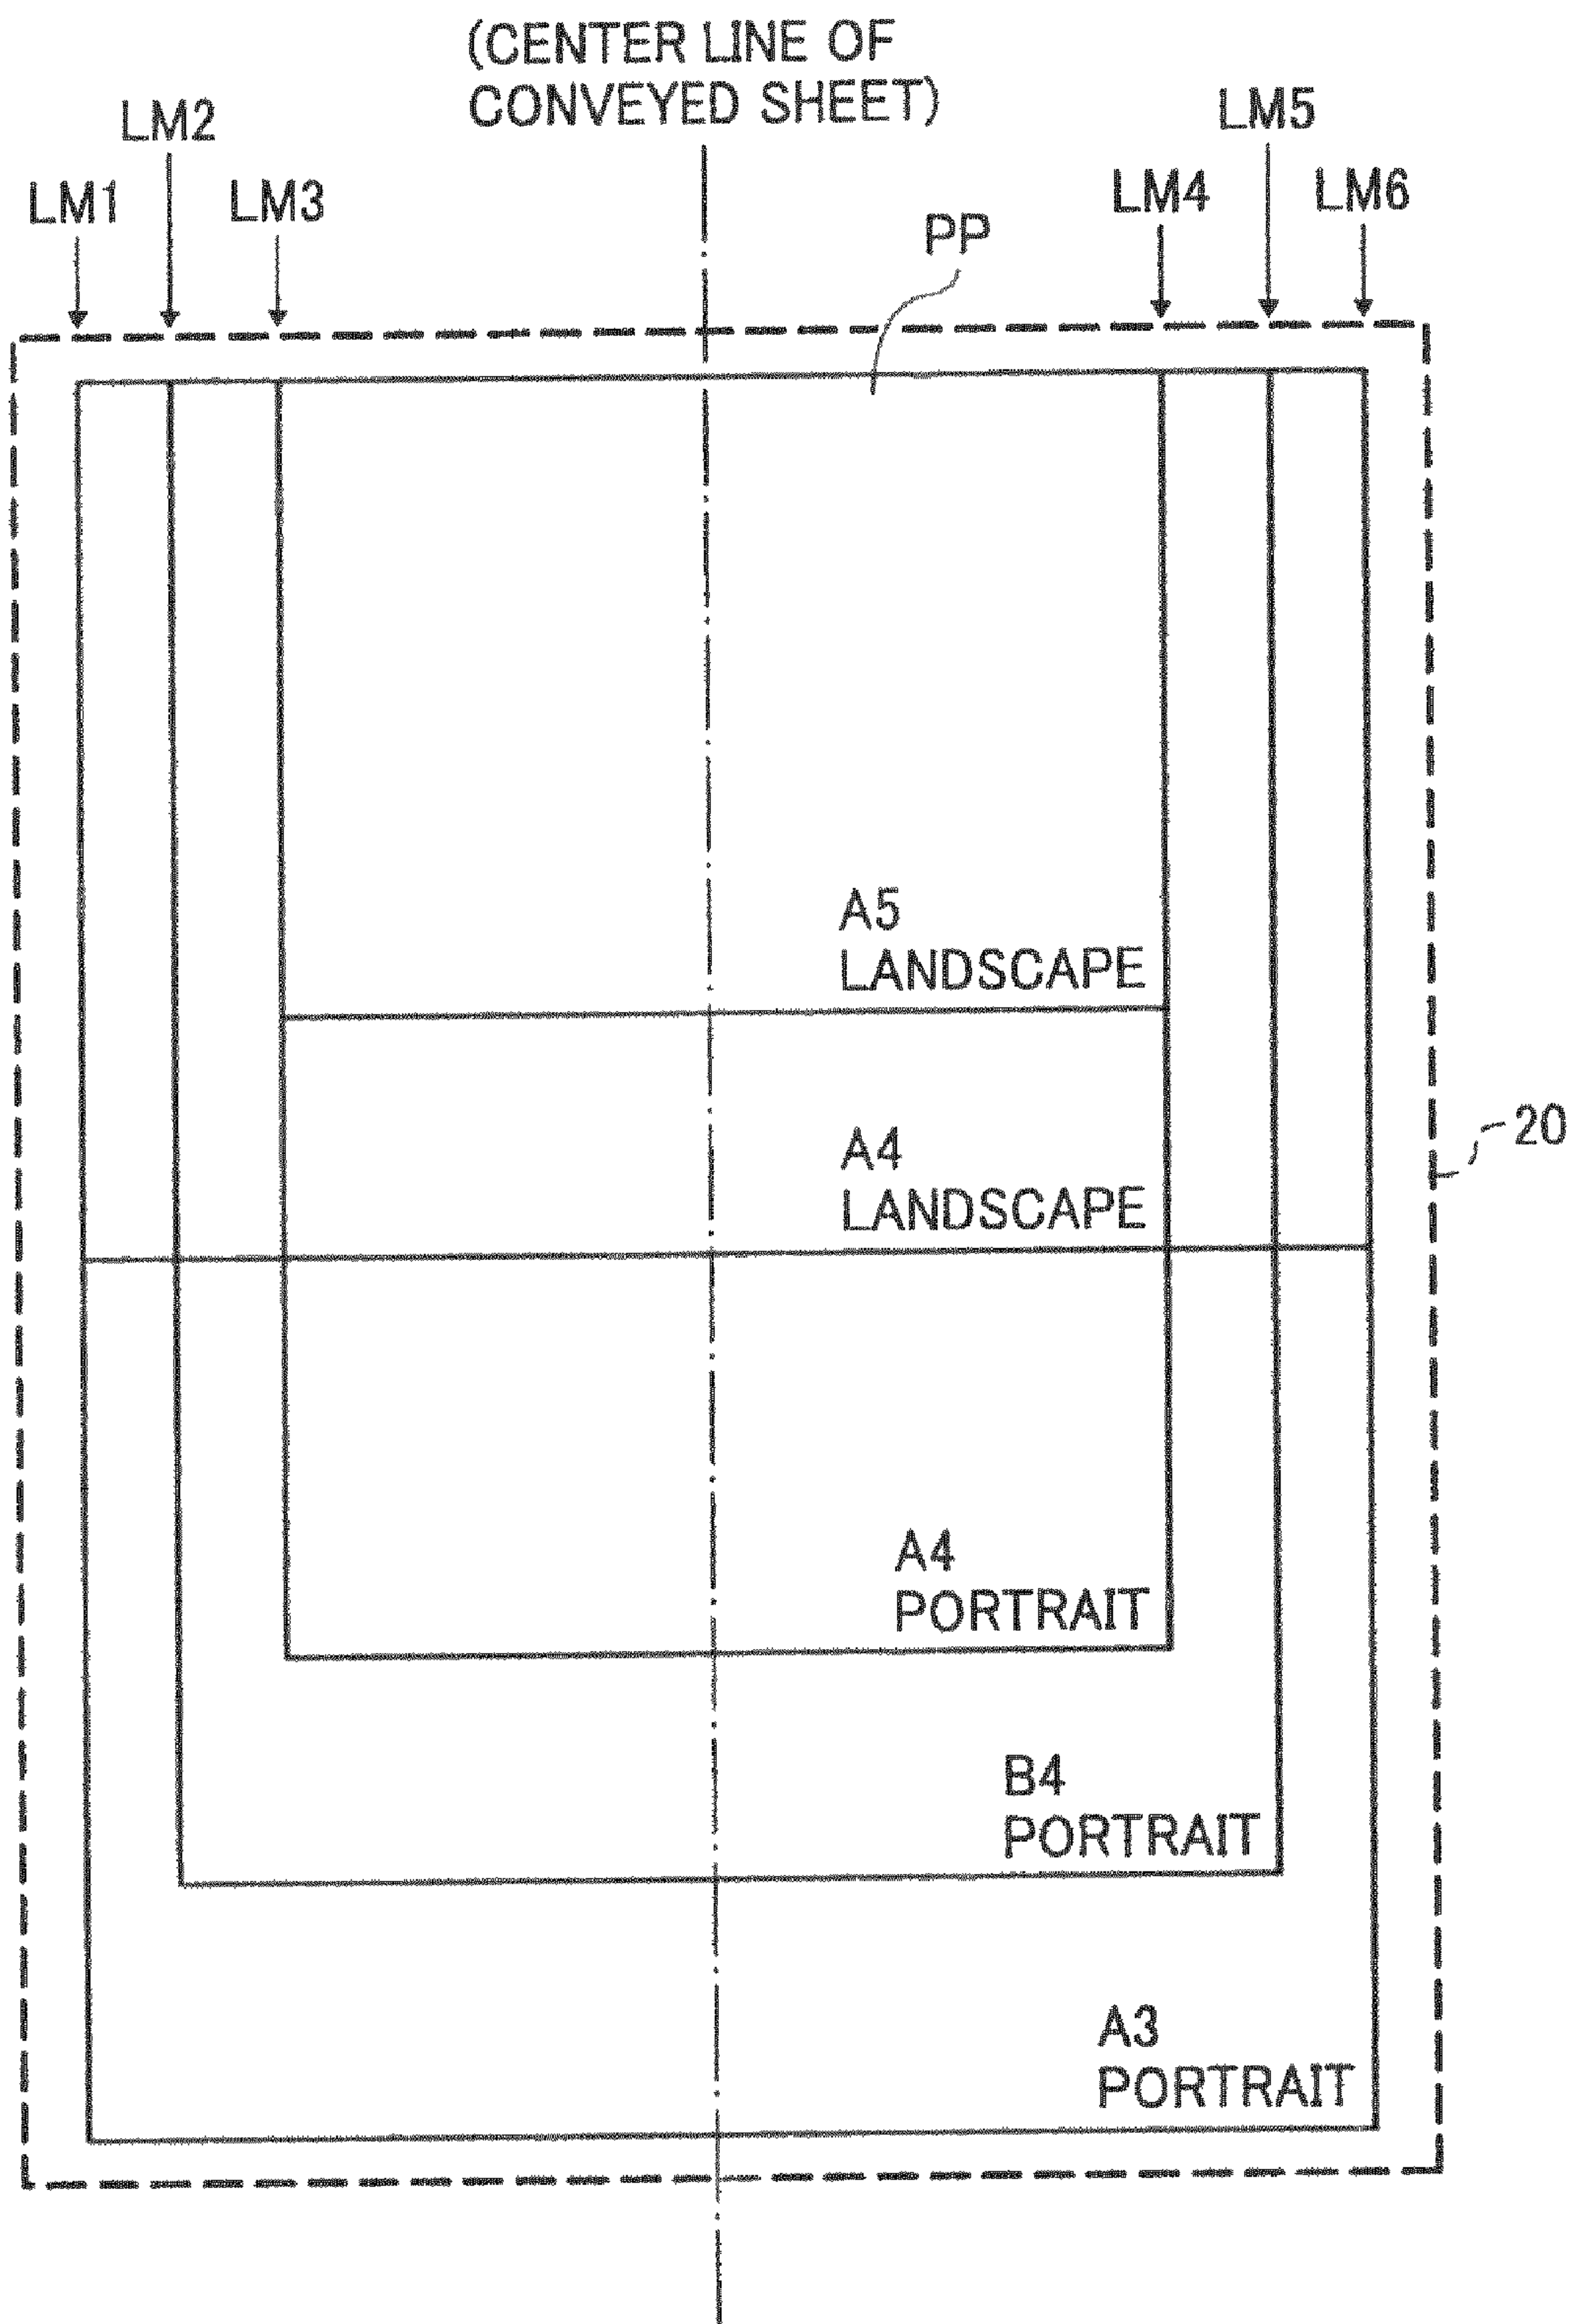 (CENTER LINE OF
CONVEYED SHEET)
LM1
LM2
LM3
LM4
LM5
LM6
PP
A5
LANDSCAPE
A4
LANDSCAPE
20
A4
PORTRAIT
B4
PORTRAIT
A3
PORTRAIT